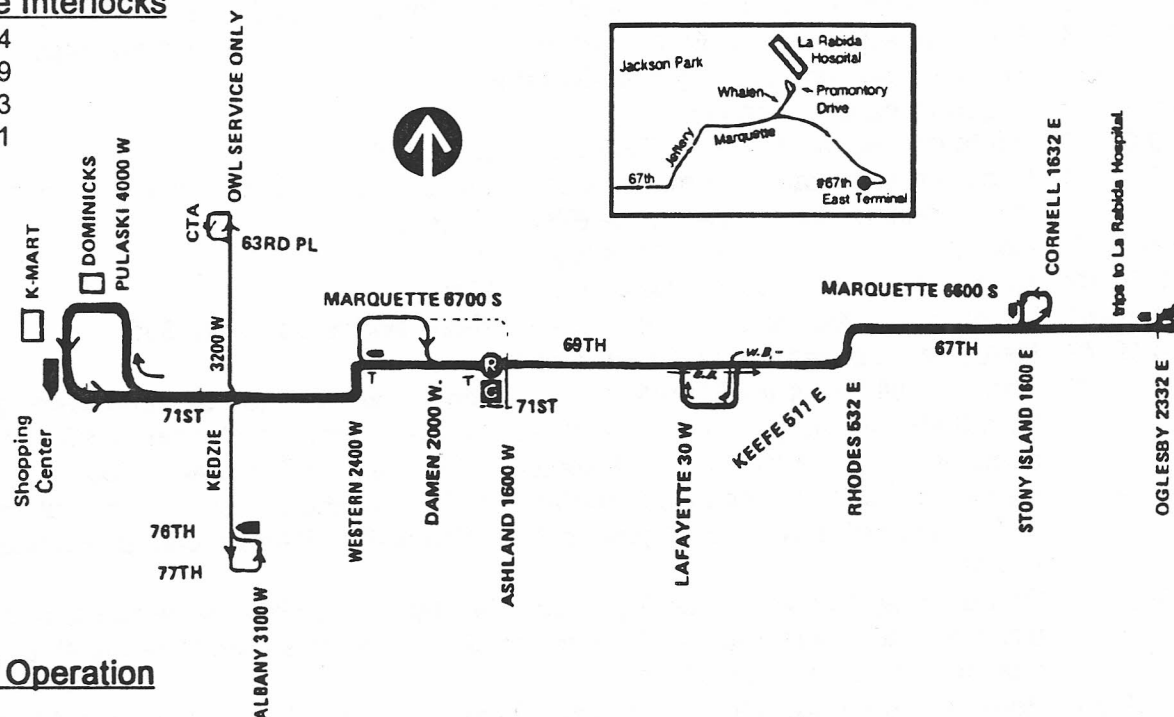 e Interlocks
4
9
3
1
K-MART
DOMINICKS
PULASKI 4000 W
OWL SERVICE ONLY
CTA
63RD PL
3200 W
KEDZIE
71ST
Shopping
Center
76TH
77TH
ALBANY 3100 W
MARQUETTE 6700 S
WESTERN 2400 W
T
DAMEN 2000 W.
T
R
G
71ST
ASHLAND 1600 W
69TH
W.B.
E.B.
LAFAYETTE 30 W
KEEFE 511 E
RHODES 532 E
Jackson Park
La Rabida
Hospital
Whalen
Promontory
Drive
Jeffery
Marquette
67th
#67th
East Terminal
MARQUETTE 6600 S
67TH
CORNELL 1632 E
STONY ISLAND 1600 E
trips to La Rabida Hospital.
OGLESBY 2332 E
Operation